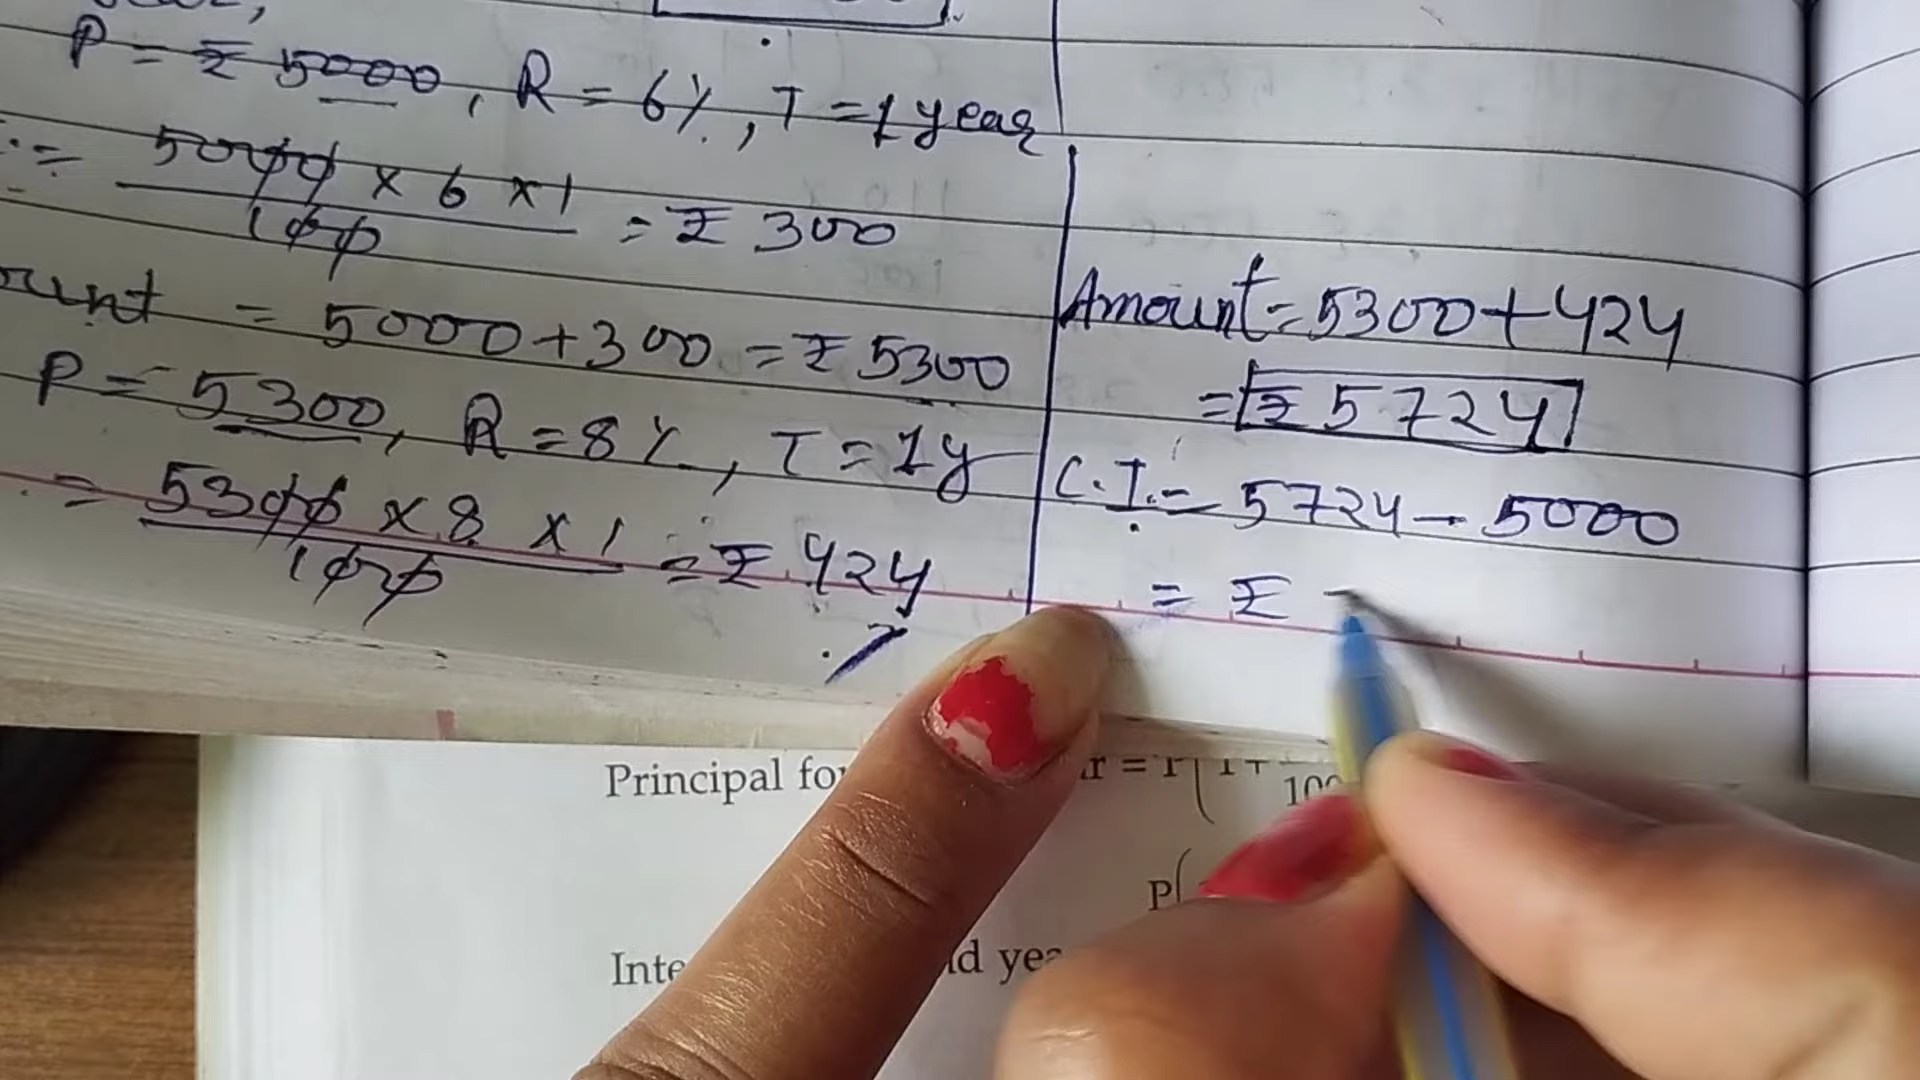 P = ₹ 5000, R = 6%, T = 1 year
= 5000 × 6 × 1
100
= ₹ 300
= 5000 + 300 = ₹ 5300
P = 5300, R = 8%, T = 1y
= 5300 × 8 × 1
100
= ₹ 424
Amount = 5300 + 424
= ₹ 5724
C.I. = 5724 - 5000
= ₹
Principal